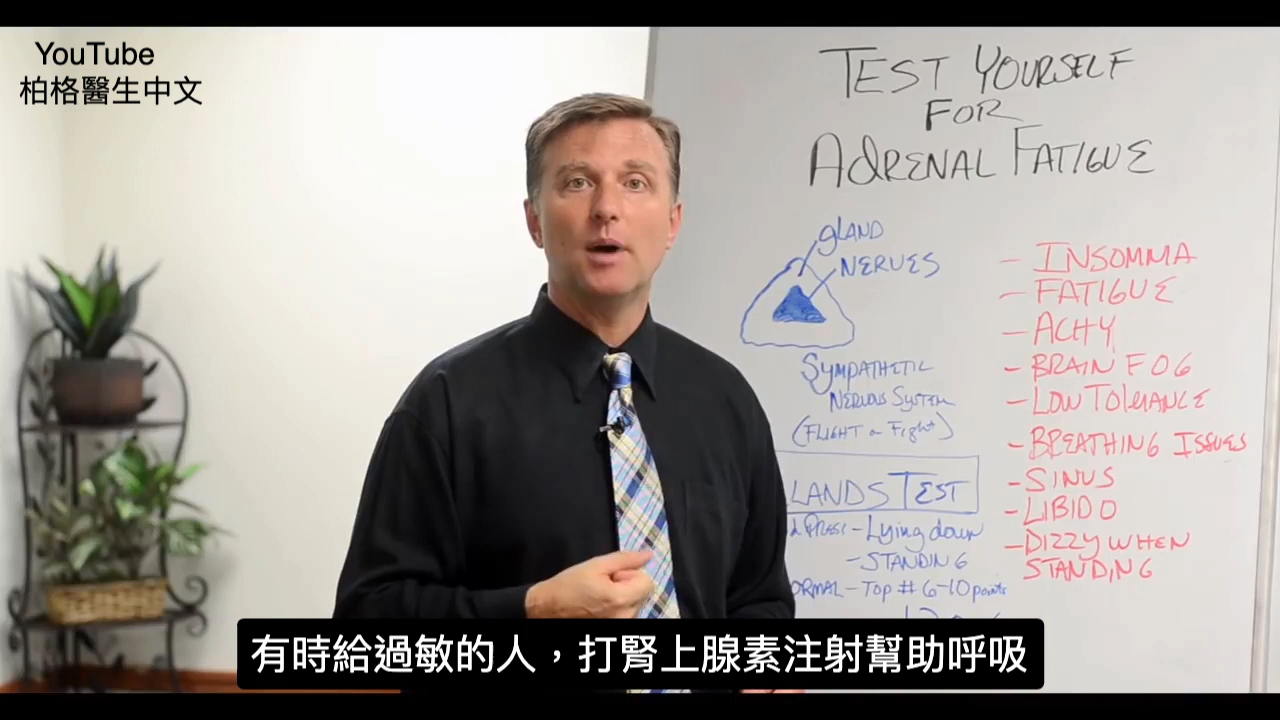 YouTube
柏格醫生中文
TEST YOURSELF
FOR
ADRENAL FATIGUE
gLAND
NERVES
SYMPATHETIC
NERVOUS SYSTEM
(FLIGHT or Fight)
LANDS TEST
PRESS - Lying down
- STANDING
ORMAL - TOP # 6-10 points
- INSOMMA
- FATIGUE
- ACHY
- BRAIN FOG
- LOW TOLERANCE
- BREATHING ISSUES
- SINUS
- LIBIDO
- DIZZY WHEN
STANDING
有時給過敏的人，打腎上腺素注射幫助呼吸